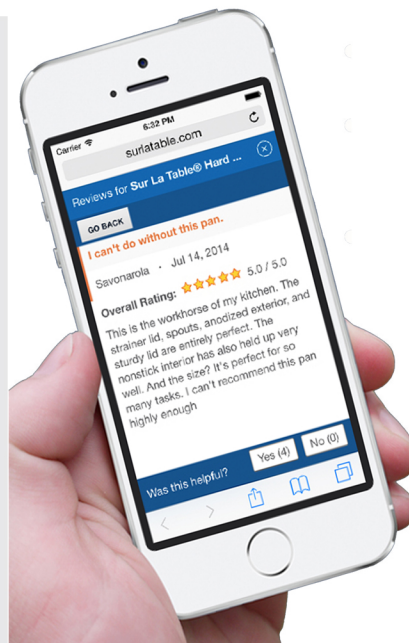 Carrier 6:32 PM
surlatable.com
Reviews for Sur La Table® Hard ...
GO BACK
I can't do without this pan.
Savonarola · Jul 14, 2014
Overall Rating: 5.0 / 5.0
This is the workhorse of my kitchen. The
strainer lid, spouts, anodized exterior, and
sturdy lid are entirely perfect. The
nonstick interior has also held up very
well. And the size? It's perfect for so
many tasks. I can't recommend this pan
highly enough
Was this helpful? Yes (4) No (0)